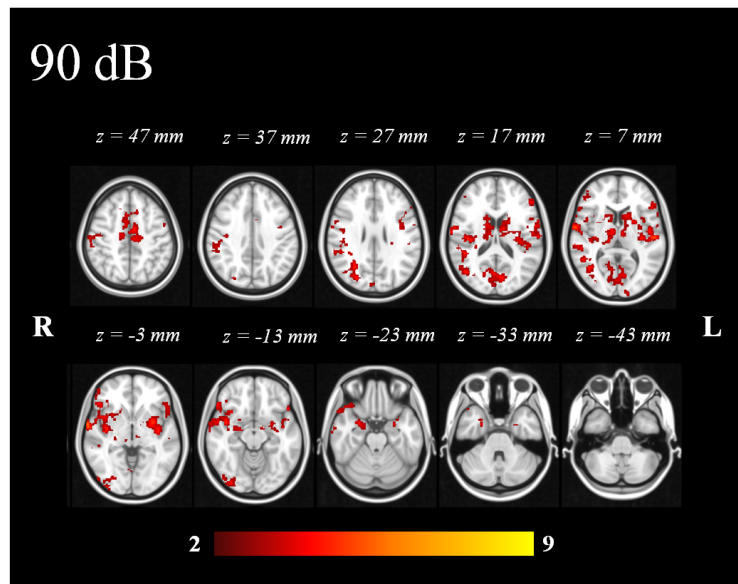 90 dB
z = 47 mm z = 37 mm z = 27 mm z = 17 mm z = 7 mm
R L
z = -3 mm z = -13 mm z = -23 mm z = -33 mm z = -43 mm
2 9